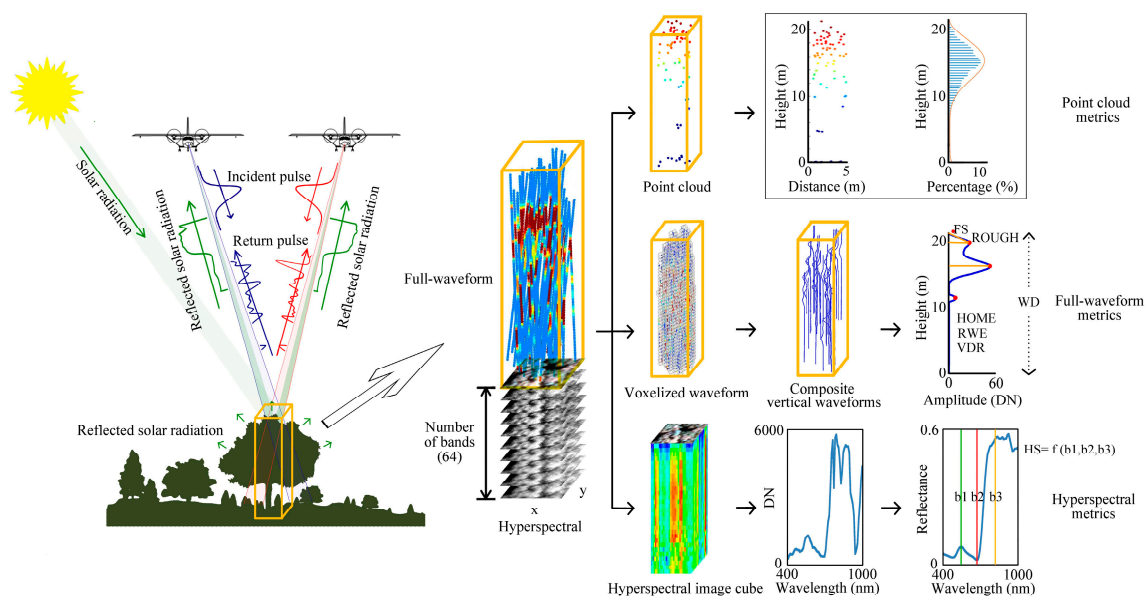 Solar radiation
Reflected solar radiation
Incident pulse
Return pulse
Reflected solar radiation
Reflected solar radiation
Full-waveform
Number
of bands
(64)
x
y
Hyperspectral
Point cloud
20
10
0
Height (m)
0
5
Distance (m)
20
10
0
Height (m)
0 10
Percentage (%)
Point cloud
metrics
Voxelized waveform
Composite
vertical waveforms
20
10
0
Height (m)
FS
ROUGH
HOME
RWE
VDR
WD
0
60
Amplitude (DN)
Full-waveform
metrics
Hyperspectral image cube
6000
DN
0
400
1000
Wavelength (nm)
0.6
Reflectance
0
b1 b2 b3
400
1000
Wavelength (nm)
HS= f (b1,b2,b3)
Hyperspectral
metrics